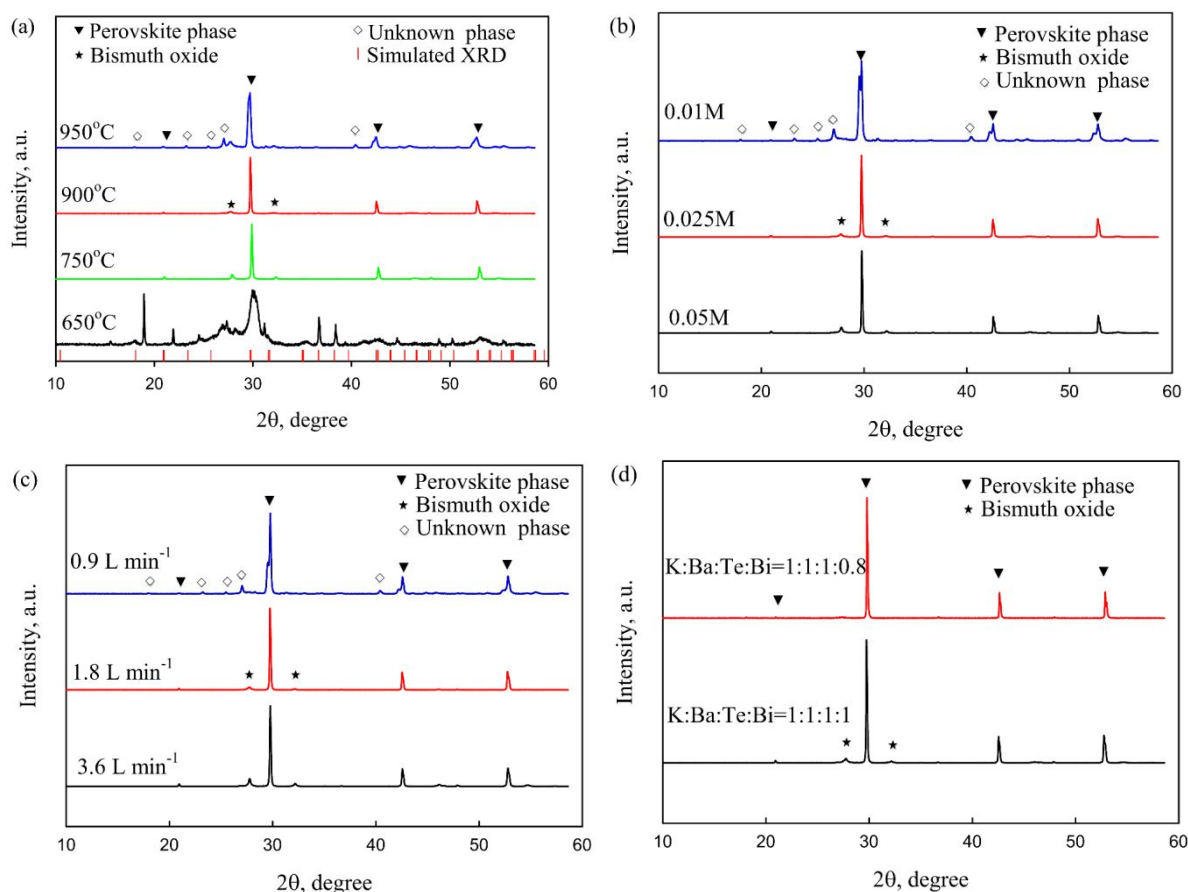 (a)
▼ Perovskite phase ◇ Unknown phase
★ Bismuth oxide | Simulated XRD
950°C
900°C
750°C
650°C
Intensity, a.u.
10 20 30 40 50 60
2θ, degree
(b)
▼ Perovskite phase
★ Bismuth oxide
◇ Unknown phase
0.01M
0.025M
0.05M
Intensity, a.u.
10 20 30 40 50 60
2θ, degree
(c)
▼ Perovskite phase
★ Bismuth oxide
◇ Unknown phase
0.9 L min⁻¹
1.8 L min⁻¹
3.6 L min⁻¹
Intensity, a.u.
10 20 30 40 50 60
2θ, degree
(d)
▼ Perovskite phase
★ Bismuth oxide
K:Ba:Te:Bi=1:1:1:0.8
K:Ba:Te:Bi=1:1:1:1
Intensity, a.u.
10 20 30 40 50 60
2θ, degree